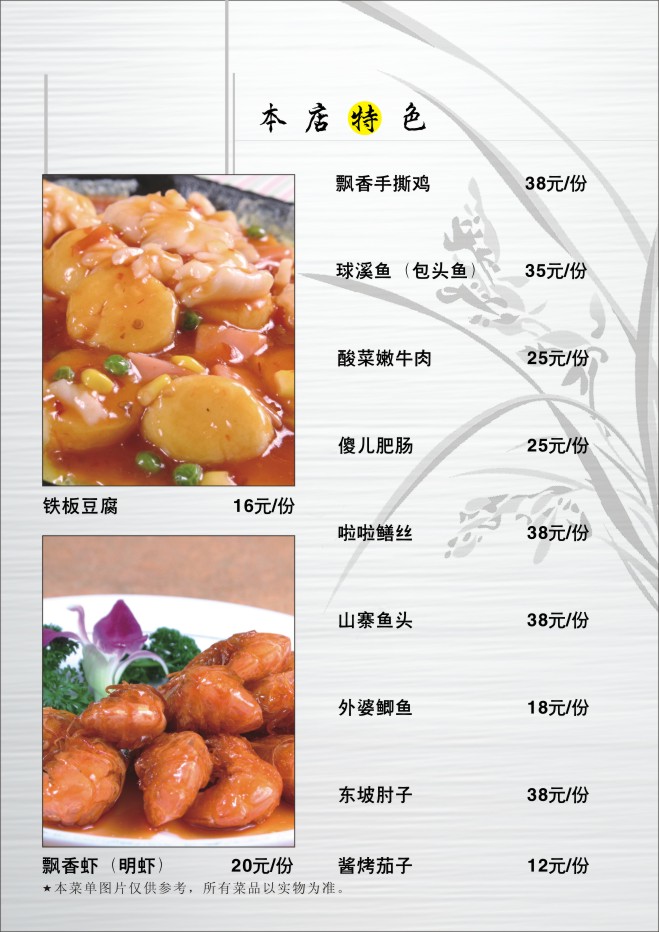 本店特色
飘香手撕鸡 38元/份
球溪鱼（包头鱼） 35元/份
酸菜嫩牛肉 25元/份
傻儿肥肠 25元/份
铁板豆腐 16元/份
啦啦鳝丝 38元/份
山寨鱼头 38元/份
外婆鲫鱼 18元/份
东坡肘子 38元/份
飘香虾（明虾） 20元/份
酱烤茄子 12元/份
★本菜单图片仅供参考，所有菜品以实物为准。